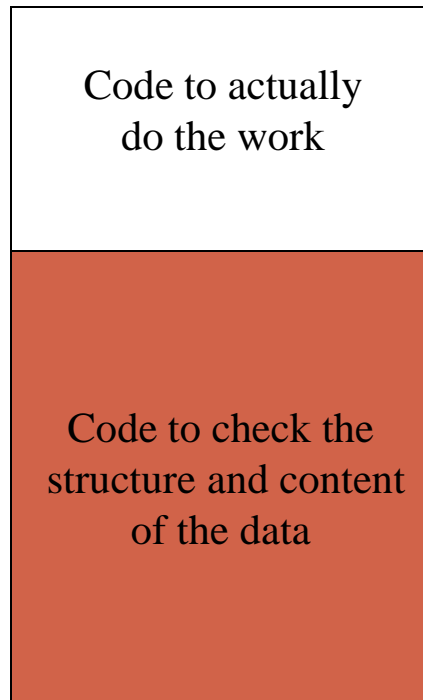 Code to actually
do the work
Code to check the
structure and content
of the data